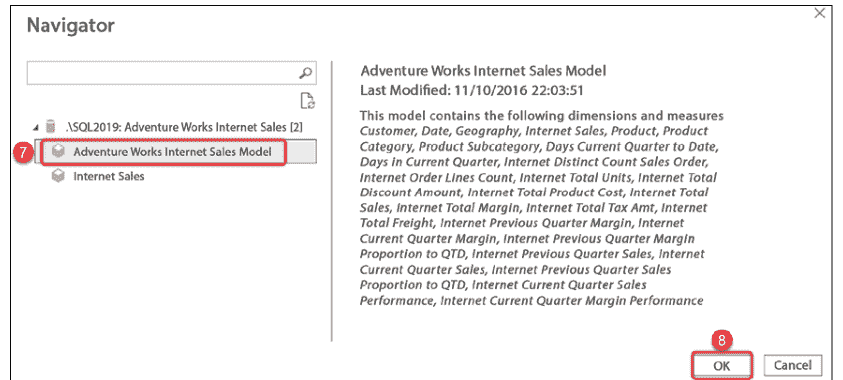 Navigator
.\SQL2019: Adventure Works Internet Sales [2]
7
Adventure Works Internet Sales Model
Internet Sales
Adventure Works Internet Sales Model
Last Modified: 11/10/2016 22:03:51
This model contains the following dimensions and measures
Customer, Date, Geography, Internet Sales, Product, Product
Category, Product Subcategory, Days Current Quarter to Date,
Days in Current Quarter, Internet Distinct Count Sales Order,
Internet Order Lines Count, Internet Total Units, Internet Total
Discount Amount, Internet Total Product Cost, Internet Total
Sales, Internet Total Margin, Internet Total Tax Amt, Internet
Total Freight, Internet Previous Quarter Margin, Internet
Current Quarter Margin, Internet Previous Quarter Margin
Proportion to QTD, Internet Previous Quarter Sales, Internet
Current Quarter Sales, Internet Previous Quarter Sales
Proportion to QTD, Internet Current Quarter Sales
Performance, Internet Current Quarter Margin Performance
8
OK
Cancel